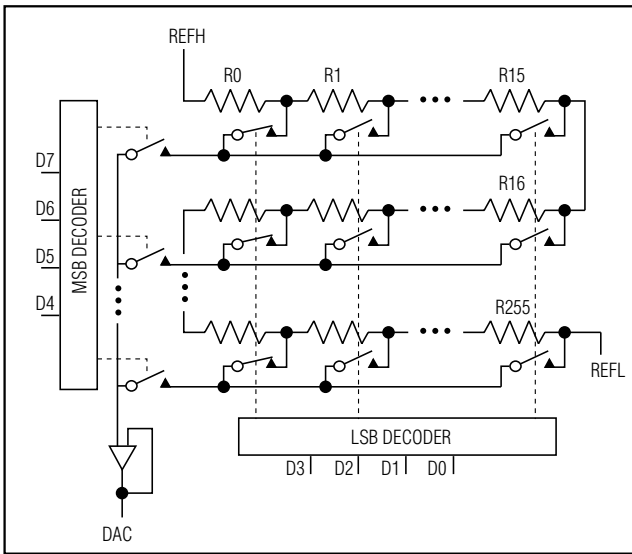 REFH
R0
R1
R15
D7
D6
D5
D4
MSB DECODER
R16
R255
REFL
LSB DECODER
D3
D2
D1
D0
DAC